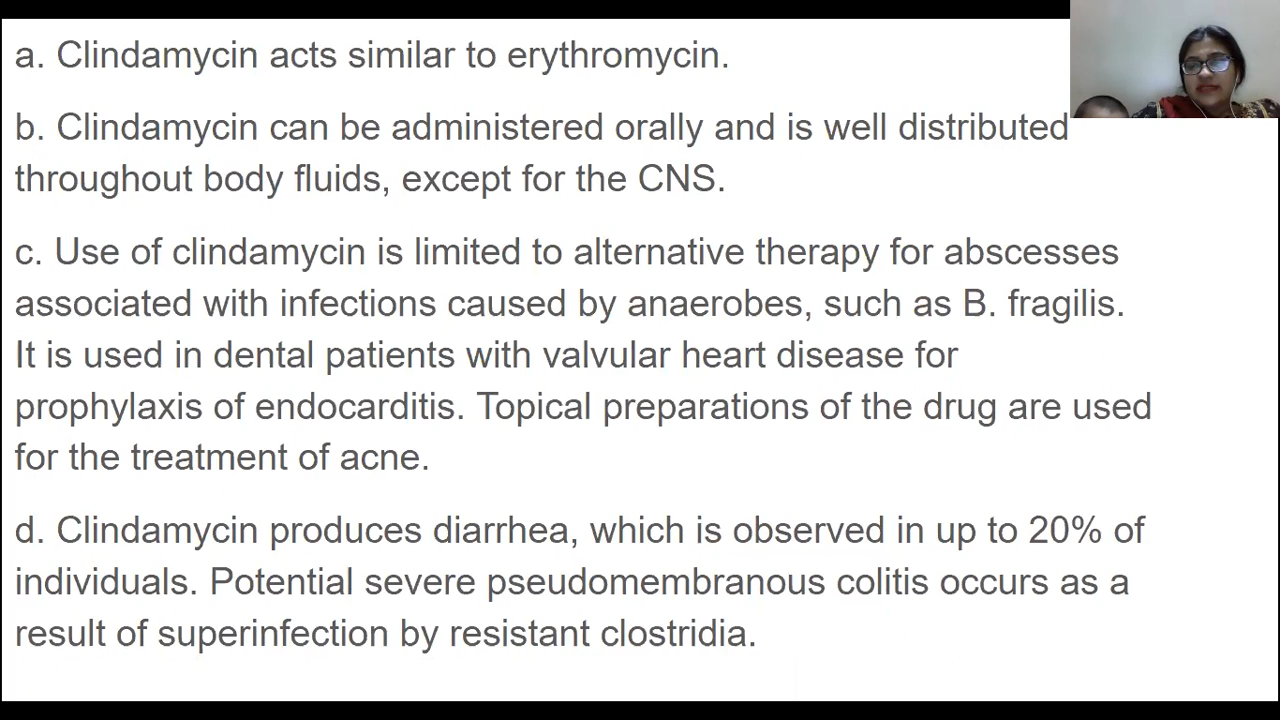 a. Clindamycin acts similar to erythromycin.
b. Clindamycin can be administered orally and is well distributed
throughout body fluids, except for the CNS.
c. Use of clindamycin is limited to alternative therapy for abscesses
associated with infections caused by anaerobes, such as B. fragilis.
It is used in dental patients with valvular heart disease for
prophylaxis of endocarditis. Topical preparations of the drug are used
for the treatment of acne.
d. Clindamycin produces diarrhea, which is observed in up to 20% of
individuals. Potential severe pseudomembranous colitis occurs as a
result of superinfection by resistant clostridia.